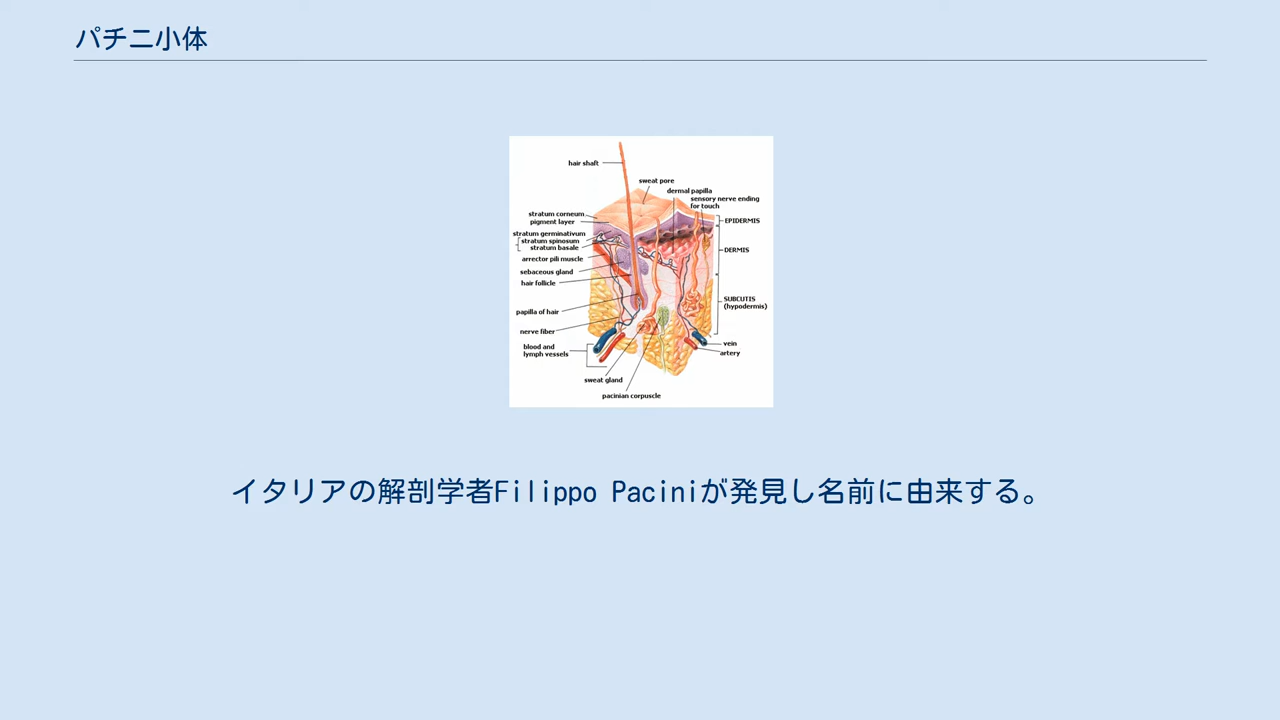 パチニ小体
hair shaft
sweat pore
dermal papilla
sensory nerve ending
for touch
stratum corneum
pigment layer
EPIDERMIS
stratum germinativum
stratum spinosum
stratum basale
DERMIS
arrector pili muscle
sebaceous gland
hair follicle
SUBCUTIS
(hypodermis)
papilla of hair
nerve fiber
blood and
lymph vessels
vein
artery
sweat gland
pacinian corpuscle
イタリアの解剖学者Filippo Paciniが発見し名前に由来する。